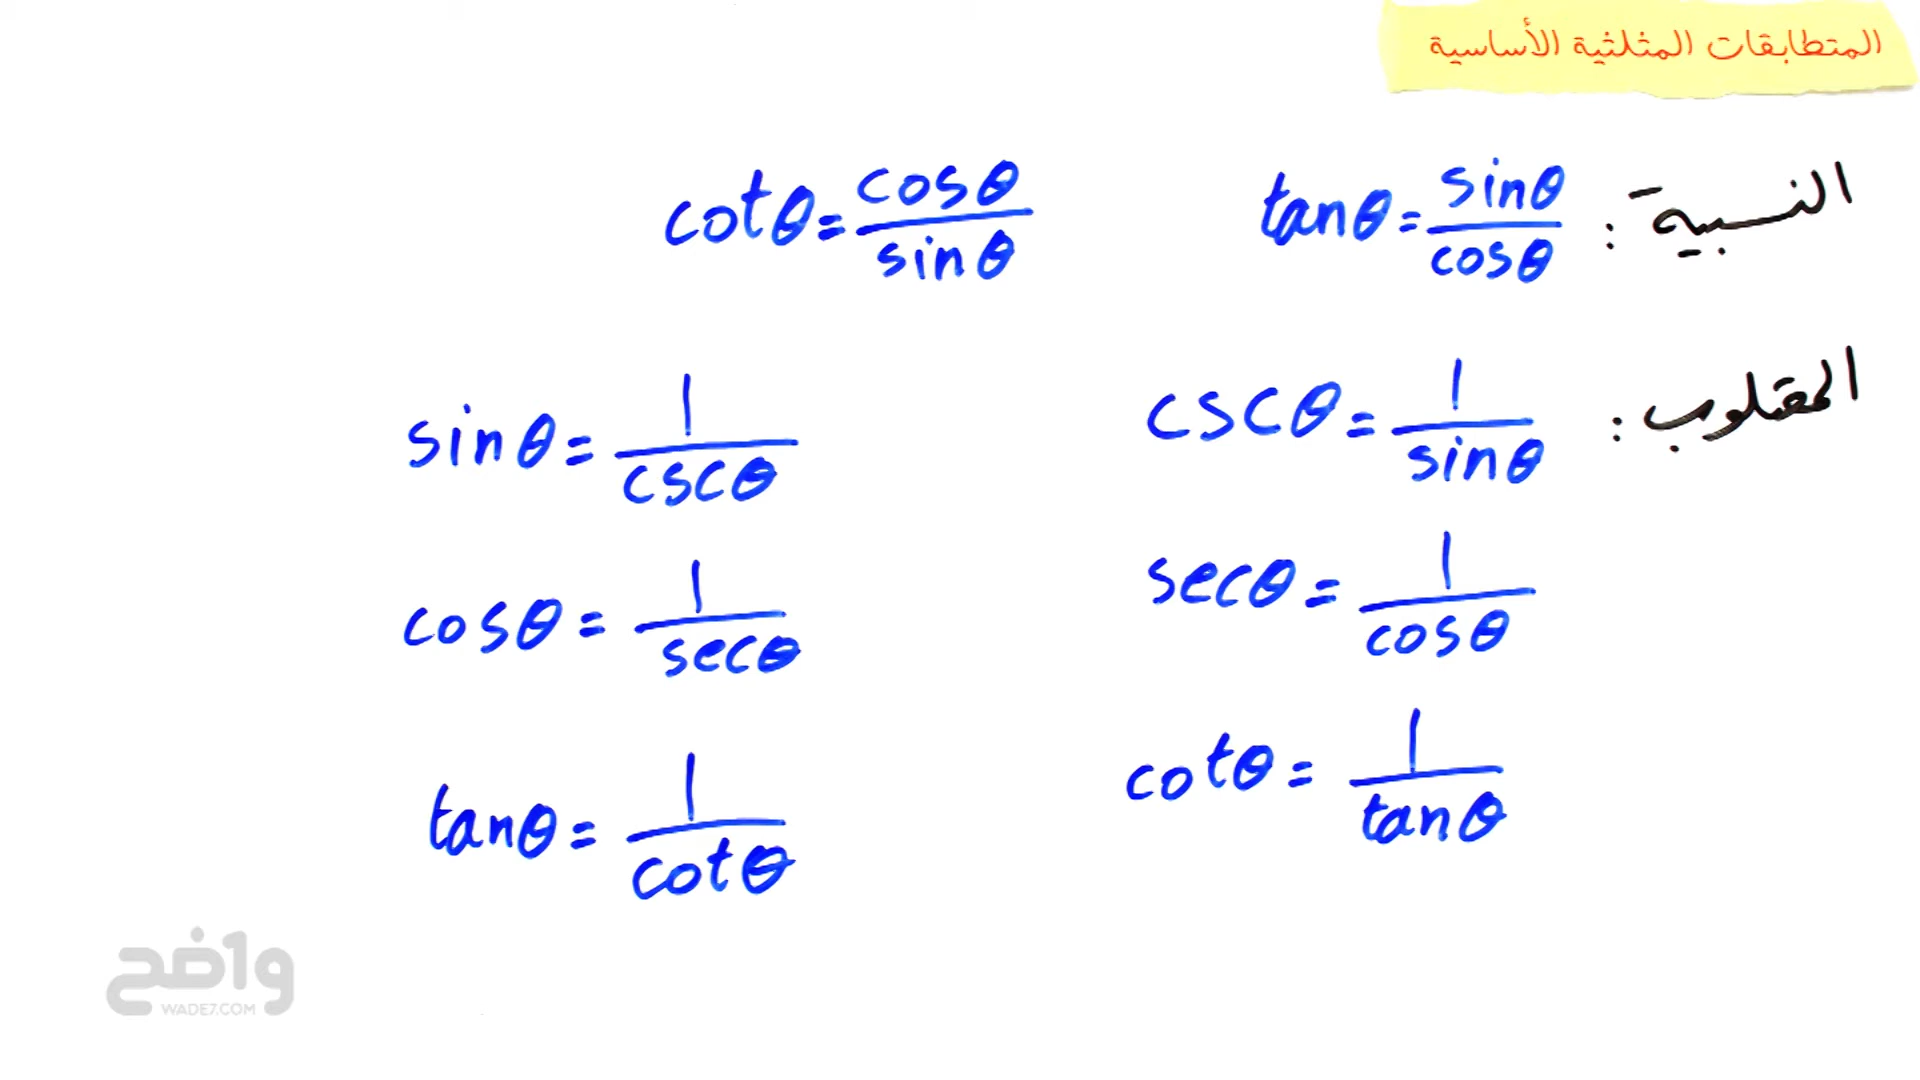 المتطابقات المثلثية الأساسية
النسبية : tanθ = sinθ/cosθ    cotθ = cosθ/sinθ
المقلوب : cscθ = 1/sinθ    sinθ = 1/cscθ
secθ = 1/cosθ    cosθ = 1/secθ
cotθ = 1/tanθ    tanθ = 1/cotθ
واضح
WADE7.COM